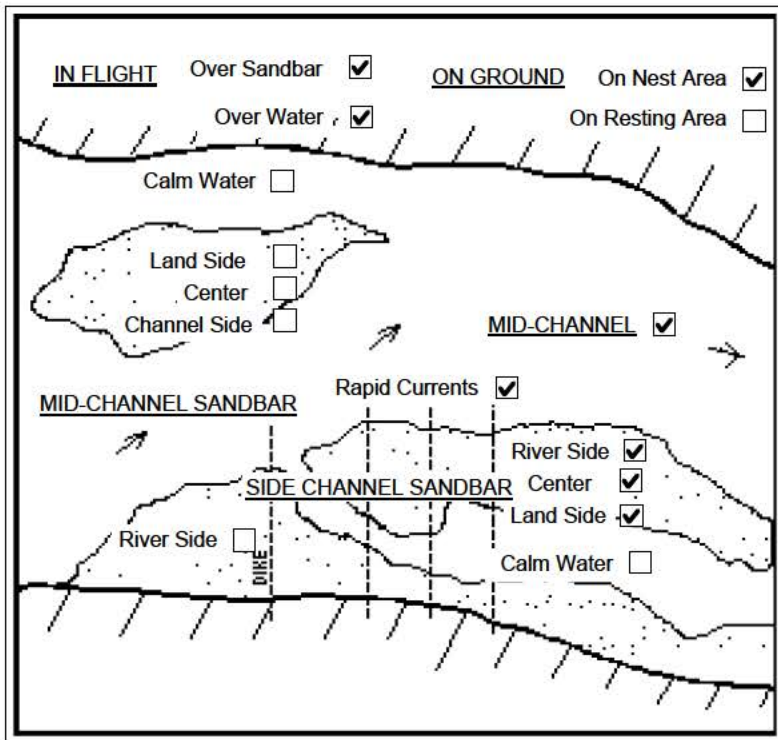 IN FLIGHT Over Sandbar ON GROUND On Nest Area
Over Water On Resting Area
Calm Water
Land Side
Center
Channel Side
MID-CHANNEL
Rapid Currents
MID-CHANNEL SANDBAR
River Side
SIDE CHANNEL SANDBAR Center
Land Side
River Side
DIKE
Calm Water